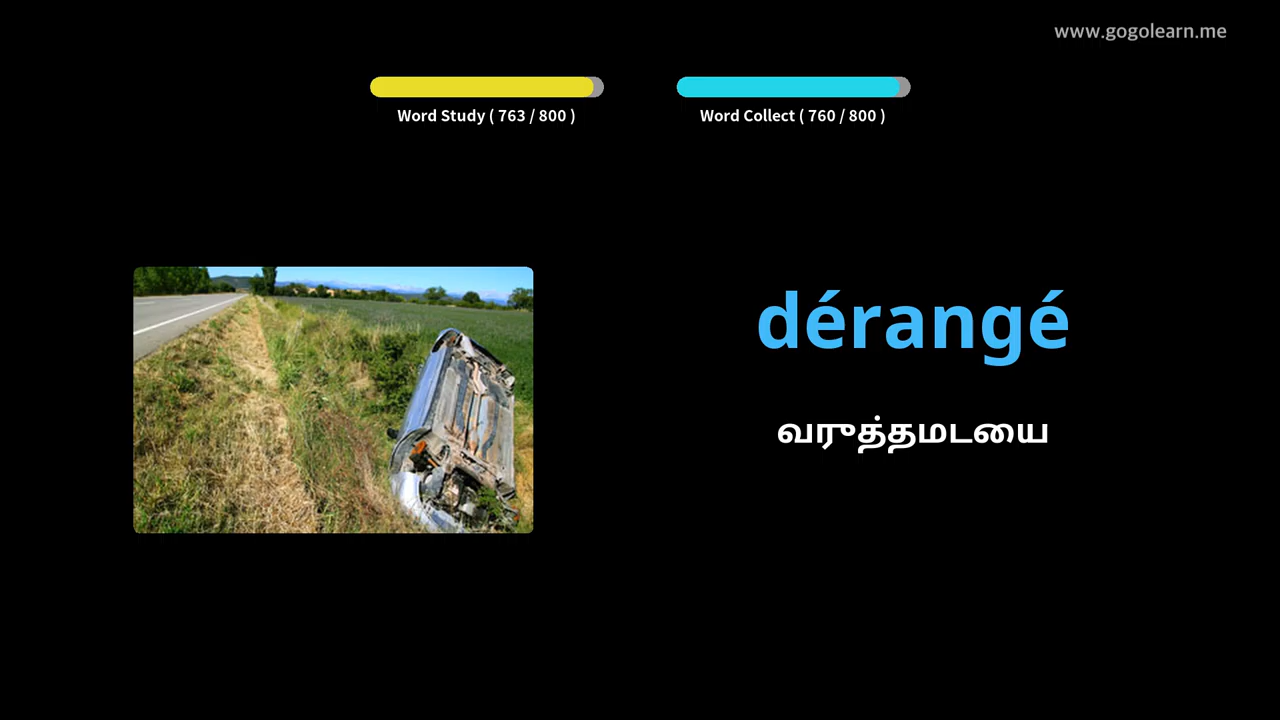 www.gogolearn.me
Word Study ( 763 / 800 )
Word Collect ( 760 / 800 )
dérangé
வருத்தமடயை